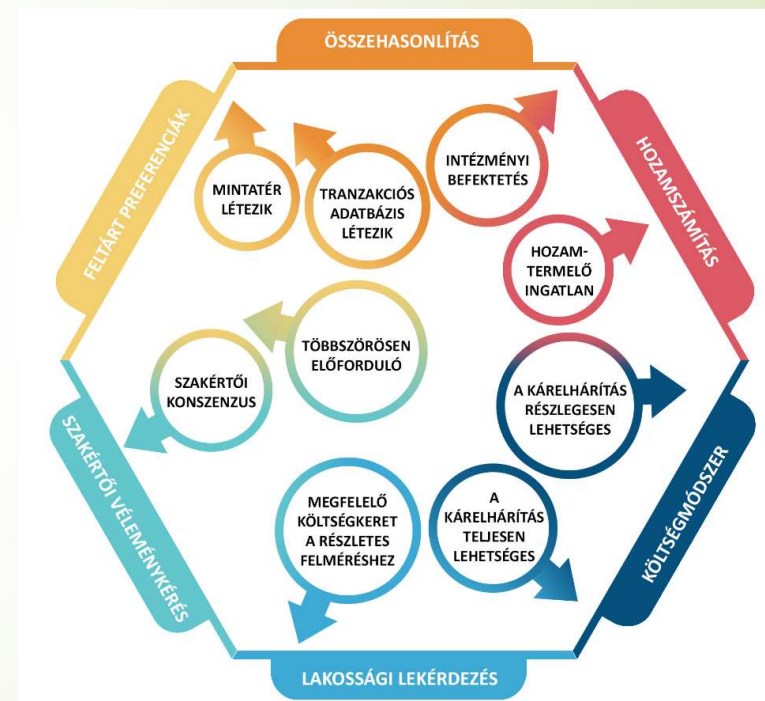 ÖSSZEHASONLÍTÁS
FELTÁRT PREFERENCIÁK
HOZAMSZÁMÍTÁS
MINTATÉR
LÉTEZIK
TRANZAKCIÓS
ADATBÁZIS
LÉTEZIK
INTÉZMÉNYI
BEFEKTETÉS
HOZAM-
TERMELŐ
INGATLAN
TÖBBSZÖRÖSEN
ELŐFORDULÓ
SZAKÉRTŐI
KONSZENZUS
A KÁRELHÁRÍTÁS
RÉSZLEGESEN
LEHETSÉGES
MEGFELELŐ
KÖLTSÉGKERET
A RÉSZLETES
FELMÉRÉSHEZ
A
KÁRELHÁRÍTÁS
TELJESEN
LEHETSÉGES
SZAKÉRTŐI VÉLEMÉNYKÉRÉS
KÖLTSÉGMÓDSZER
LAKOSSÁGI LEKÉRDEZÉS